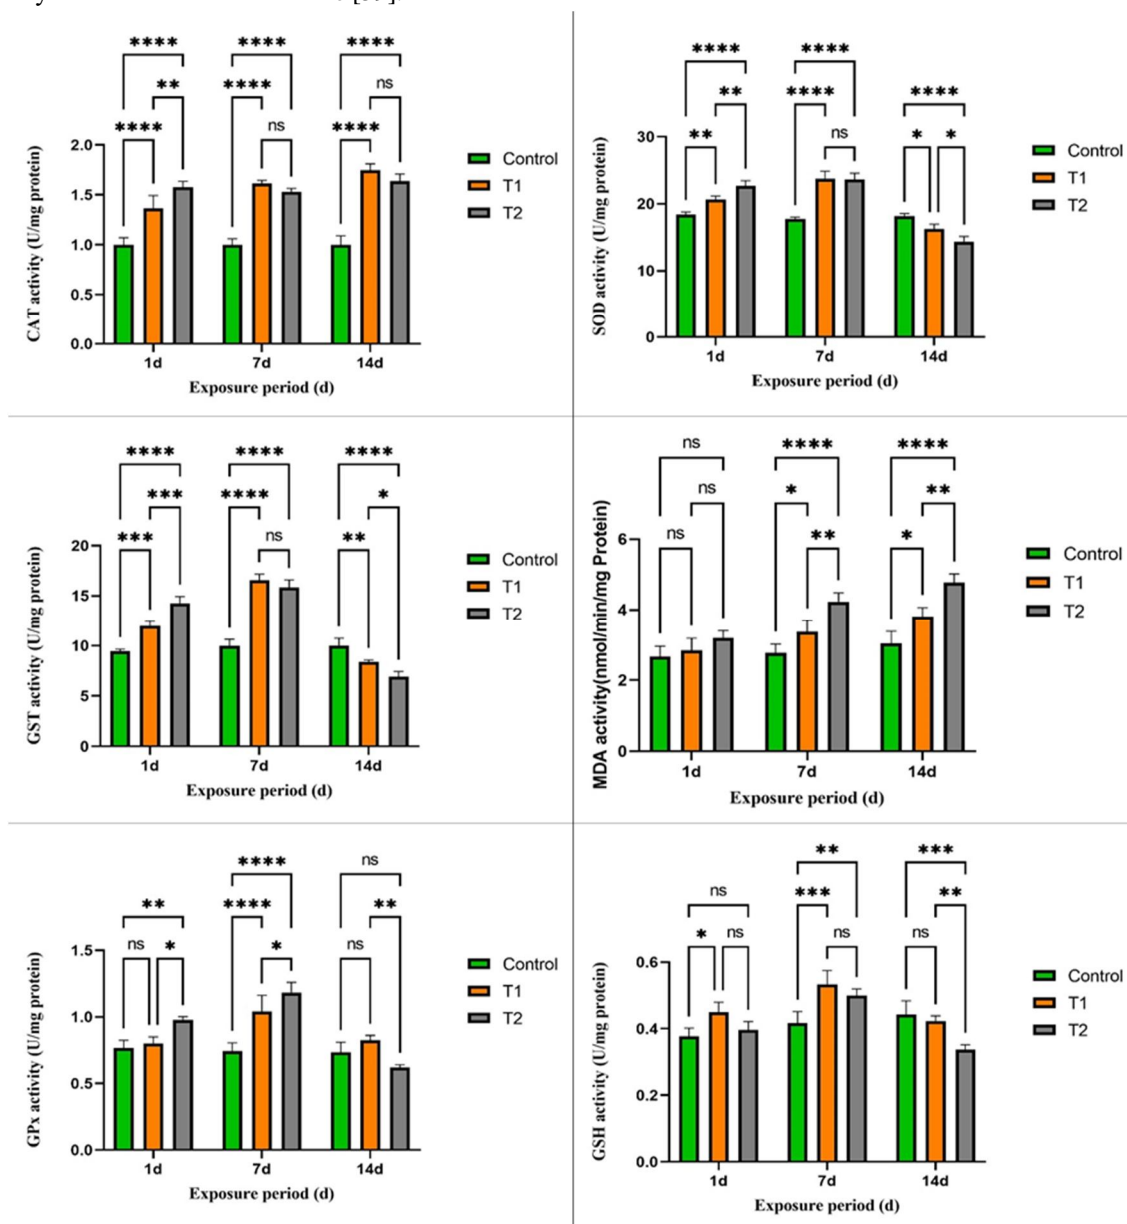 ****
****
****
**
****
ns
****
ns
****
2.0
1.5
1.0
0.5
0.0
CAT activity (U/mg protein)
1d
7d
14d
Exposure period (d)
Control
T1
T2
****
****
**
****
****
**
ns
*
*
30
20
10
0
SOD activity (U/mg protein)
1d
7d
14d
Exposure period (d)
Control
T1
T2
****
****
****
***
****
*
***
ns
**
20
15
10
5
0
GST activity (U/mg protein)
1d
7d
14d
Exposure period (d)
Control
T1
T2
ns
****
****
ns
*
**
ns
**
*
6
4
2
0
MDA activity(nmol/min/mg Protein)
1d
7d
14d
Exposure period (d)
Control
T1
T2
****
ns
**
****
**
ns
*
*
ns
1.5
1.0
0.5
0.0
GPx activity (U/mg protein)
1d
7d
14d
Exposure period (d)
Control
T1
T2
**
***
ns
***
**
*
ns
ns
ns
0.6
0.4
0.2
0.0
GSH activity (U/mg protein)
1d
7d
14d
Exposure period (d)
Control
T1
T2